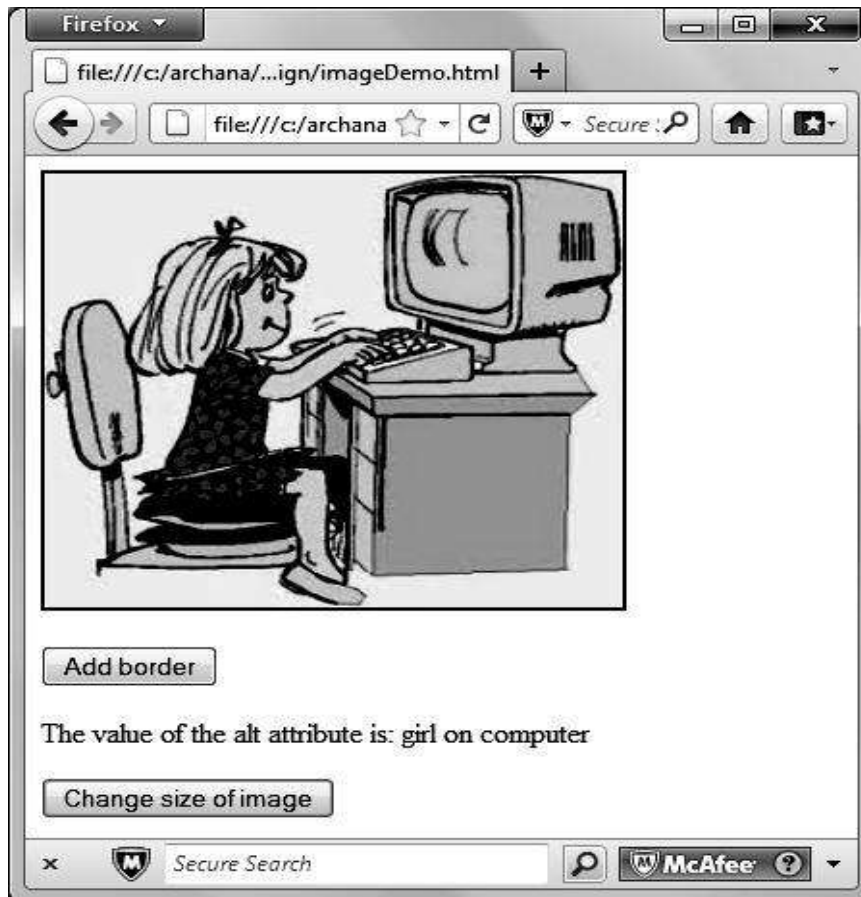 Firefox
file:///c:/archana/...ign/imageDemo.html
file:///c:/archana
Secure :
Add border
The value of the alt attribute is: girl on computer
Change size of image
Secure Search
McAfee